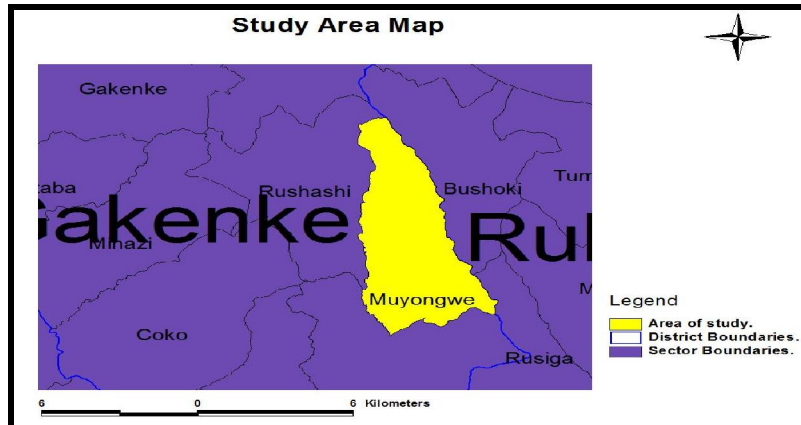 Study Area Map
Gakenke
taba
Rushashi
Bushoki
Tum
Gakenke
Rul
Mihazi
M
Muyongwe
Coko
Rusiga
Legend
Area of study.
District Boundaries.
Sector Boundaries.
6 0 6 Kilometers